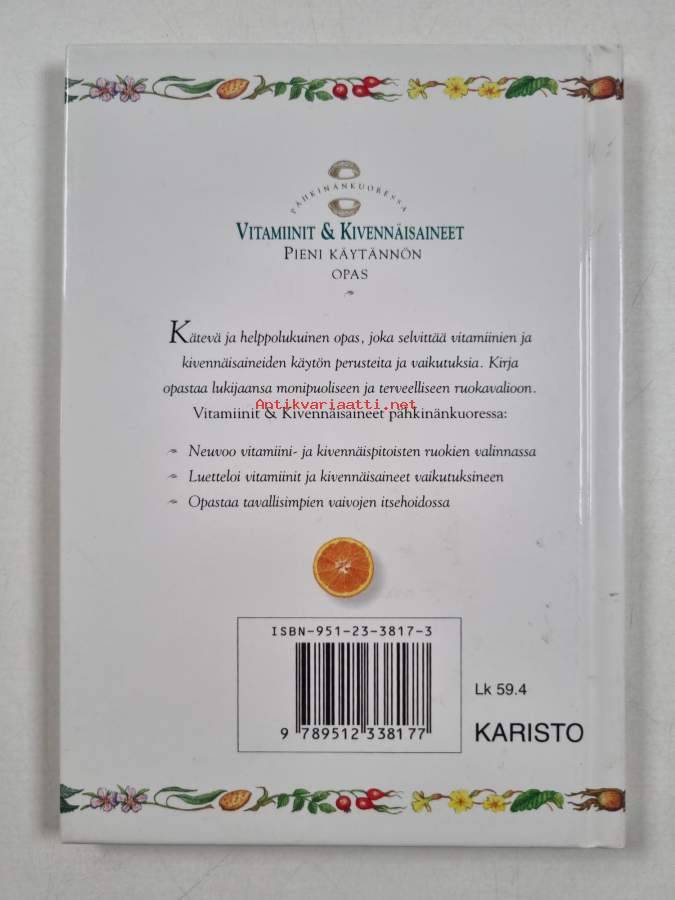 PÄHKINÄNKUORESSA
VITAMIINIT & KIVENNÄISAINEET
PIENI KÄYTÄNNÖN
OPAS
Kätevä ja helppolukuinen opas, joka selvittää vitamiinien ja
kivennäisaineiden käytön perusteita ja vaikutuksia. Kirja
opastaa lukijaansa monipuoliseen ja terveelliseen ruokavalioon.
Antikvariaatti.net
Vitamiinit & Kivennäisaineet pähkinänkuoressa:
Neuvoo vitamiini- ja kivennäispitoisten ruokien valinnassa
Luetteloi vitamiinit ja kivennäisaineet vaikutuksineen
Opastaa tavallisimpien vaivojen itsehoidossa
ISBN-951-23-3817-3
9 789512 338177
Lk 59.4
KARISTO